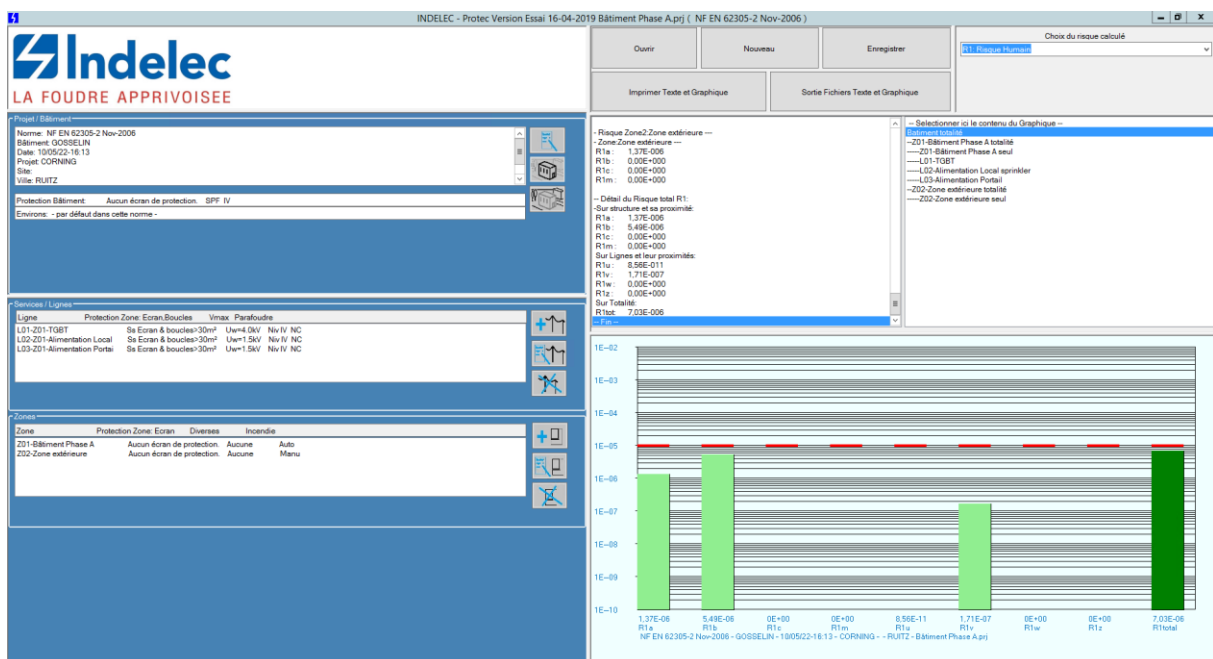 INDELEC - Protec Version Essai 16-04-2019 Bâtiment Phase A.prj ( NF EN 62305-2 Nov-2006 )
Indelec
LA FOUDRE APPRIVOISEE
Ouvrir
Nouveau
Enregistrer
Imprimer Texte et Graphique
Sortie Fichiers Texte et Graphique
Choix du risque calculé
R1: Risque Humain
Projet / Bâtiment
Norme: NF EN 62305-2 Nov-2006
Bâtiment: GOSSELIN
Date: 10/05/22-16:13
Projet: CORNING
Site:
Ville: RUITZ
Protection Bâtiment: Aucun écran de protection. SPF IV
Environs: - par défaut dans cette norme -
Services / Lignes
Ligne Protection Zone: Ecran,Boucles Vmax Parafoudre
L01-Z01-TGBT Ss Ecran & boucles>30m² Uw=4.0kV Niv IV NC
L02-Z01-Alimentation Local Ss Ecran & boucles>30m² Uw=1.5kV Niv IV NC
L03-Z01-Alimentation Portai Ss Ecran & boucles>30m² Uw=1.5kV Niv IV NC
Zones
Zone Protection Zone: Ecran Diverses Incendie
Z01-Bâtiment Phase A Aucun écran de protection. Aucune Auto
Z02-Zone extérieure Aucun écran de protection. Aucune Manu
- Risque Zone2:Zone extérieure ---
- Zone:Zone extérieure ---
R1a : 1,37E-006
R1b : 0,00E+000
R1c : 0,00E+000
R1m : 0,00E+000
-- Détail du Risque total R1:
-Sur structure et sa proximité:
R1a : 1,37E-006
R1b : 5,49E-006
R1c : 0,00E+000
R1m : 0,00E+000
Sur Lignes et leur proximités:
R1u : 8,56E-011
R1v : 1,71E-007
R1w : 0,00E+000
R1z : 0,00E+000
Sur Totalité:
R1tot: 7,03E-006
-- Fin --
-- Selectionner ici le contenu du Graphique --
Batiment totalité
--Z01-Bâtiment Phase A totalité
-----Z01-Bâtiment Phase A seul
-----L01-TGBT
-----L02-Alimentation Local sprinkler
-----L03-Alimentation Portail
--Z02-Zone extérieure totalité
-----Z02-Zone extérieure seul
1E-02
1E-03
1E-04
1E-05
1E-06
1E-07
1E-08
1E-09
1E-10
1,37E-06 5,49E-06 0E+00 0E+00 8,56E-11 1,71E-07 0E+00 0E+00 7,03E-06
R1a R1b R1c R1m R1u R1v R1w R1z R1total
NF EN 62305-2 Nov-2006 - GOSSELIN - 10/05/22-16:13 - CORNING - - RUITZ - Bâtiment Phase A.prj